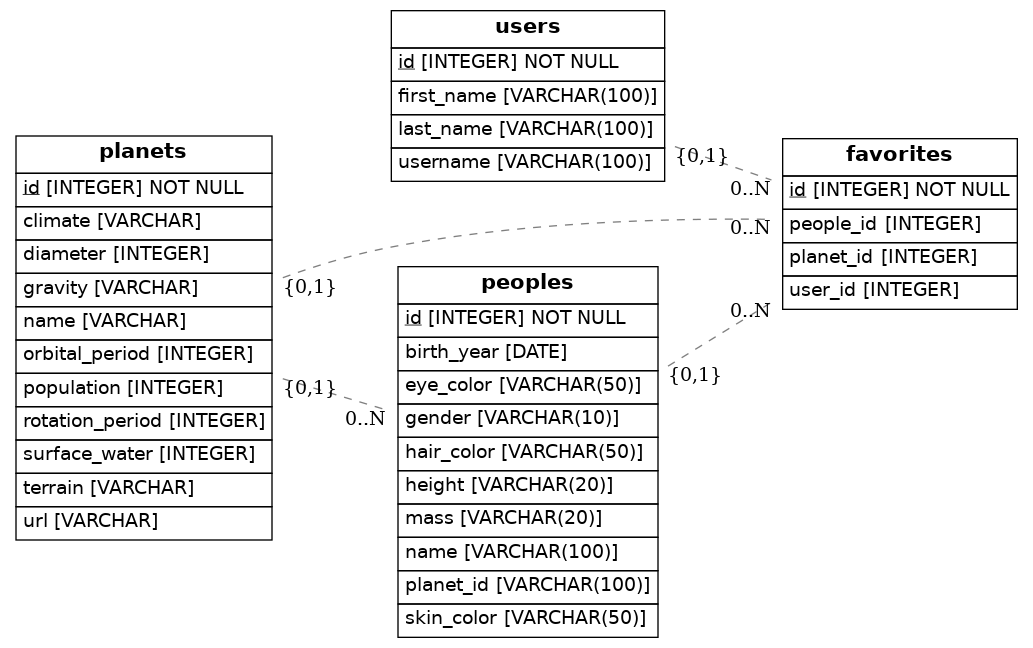 users
id [INTEGER] NOT NULL
first_name [VARCHAR(100)]
last_name [VARCHAR(100)]
username [VARCHAR(100)]
{0,1}
0..N
planets
id [INTEGER] NOT NULL
climate [VARCHAR]
diameter [INTEGER]
gravity [VARCHAR]
name [VARCHAR]
orbital_period [INTEGER]
population [INTEGER]
rotation_period [INTEGER]
surface_water [INTEGER]
terrain [VARCHAR]
url [VARCHAR]
{0,1}
0..N
{0,1}
0..N
peoples
id [INTEGER] NOT NULL
birth_year [DATE]
eye_color [VARCHAR(50)]
gender [VARCHAR(10)]
hair_color [VARCHAR(50)]
height [VARCHAR(20)]
mass [VARCHAR(20)]
name [VARCHAR(100)]
planet_id [VARCHAR(100)]
skin_color [VARCHAR(50)]
{0,1}
0..N
favorites
id [INTEGER] NOT NULL
people_id [INTEGER]
planet_id [INTEGER]
user_id [INTEGER]